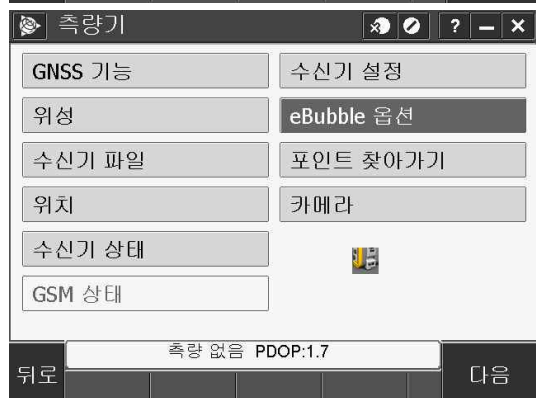 측량기
? – ×
GNSS 기능
수신기 설정
위성
eBubble 옵션
수신기 파일
포인트 찾아가기
위치
카메라
수신기 상태
GSM 상태
측량 없음 PDOP:1.7
뒤로
다음